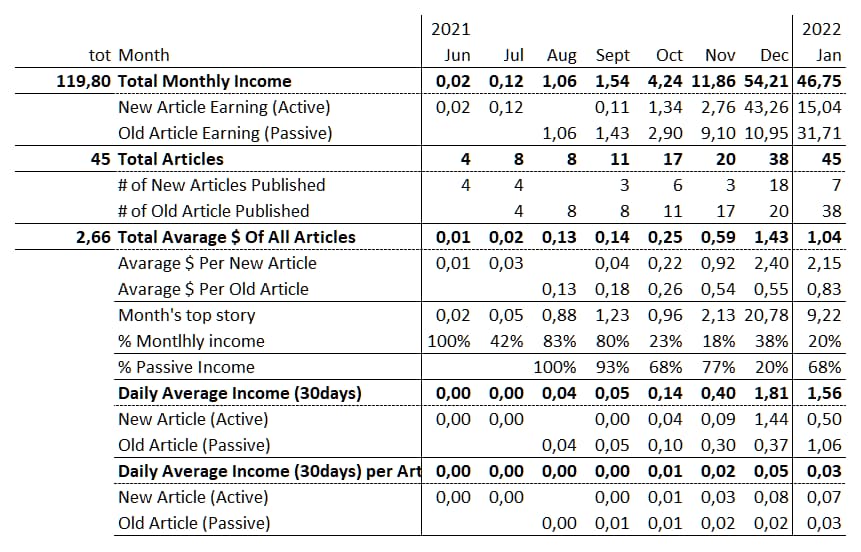 2021 2022
tot Month Jun Jul Aug Sept Oct Nov Dec Jan
119,80 Total Monthly Income 0,02 0,12 1,06 1,54 4,24 11,86 54,21 46,75
New Article Earning (Active) 0,02 0,12 0,11 1,34 2,76 43,26 15,04
Old Article Earning (Passive) 1,06 1,43 2,90 9,10 10,95 31,71
45 Total Articles 4 8 8 11 17 20 38 45
# of New Articles Published 4 4 3 6 3 18 7
# of Old Article Published 4 8 8 11 17 20 38
2,66 Total Avarage $ Of All Articles 0,01 0,02 0,13 0,14 0,25 0,59 1,43 1,04
Avarage $ Per New Article 0,01 0,03 0,04 0,22 0,92 2,40 2,15
Avarage $ Per Old Article 0,13 0,18 0,26 0,54 0,55 0,83
Month's top story 0,02 0,05 0,88 1,23 0,96 2,13 20,78 9,22
% Monthly income 100% 42% 83% 80% 23% 18% 38% 20%
% Passive Income 100% 93% 68% 77% 20% 68%
Daily Average Income (30days) 0,00 0,00 0,04 0,05 0,14 0,40 1,81 1,56
New Article (Active) 0,00 0,00 0,00 0,04 0,09 1,44 0,50
Old Article (Passive) 0,04 0,05 0,10 0,30 0,37 1,06
Daily Average Income (30days) per Art 0,00 0,00 0,00 0,00 0,01 0,02 0,05 0,03
New Article (Active) 0,00 0,00 0,00 0,01 0,03 0,08 0,07
Old Article (Passive) 0,00 0,01 0,01 0,02 0,02 0,03